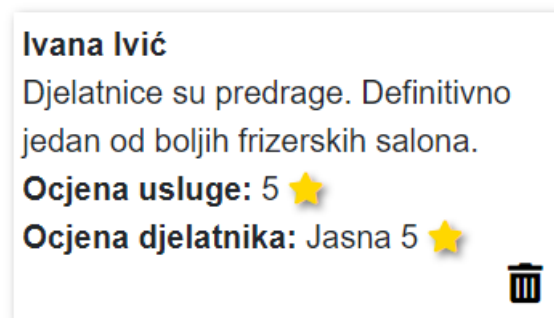 Ivana Ivić
Djelatnice su predrage. Definitivno
jedan od boljih frizerskih salona.
Ocjena usluge: 5
Ocjena djelatnika: Jasna 5